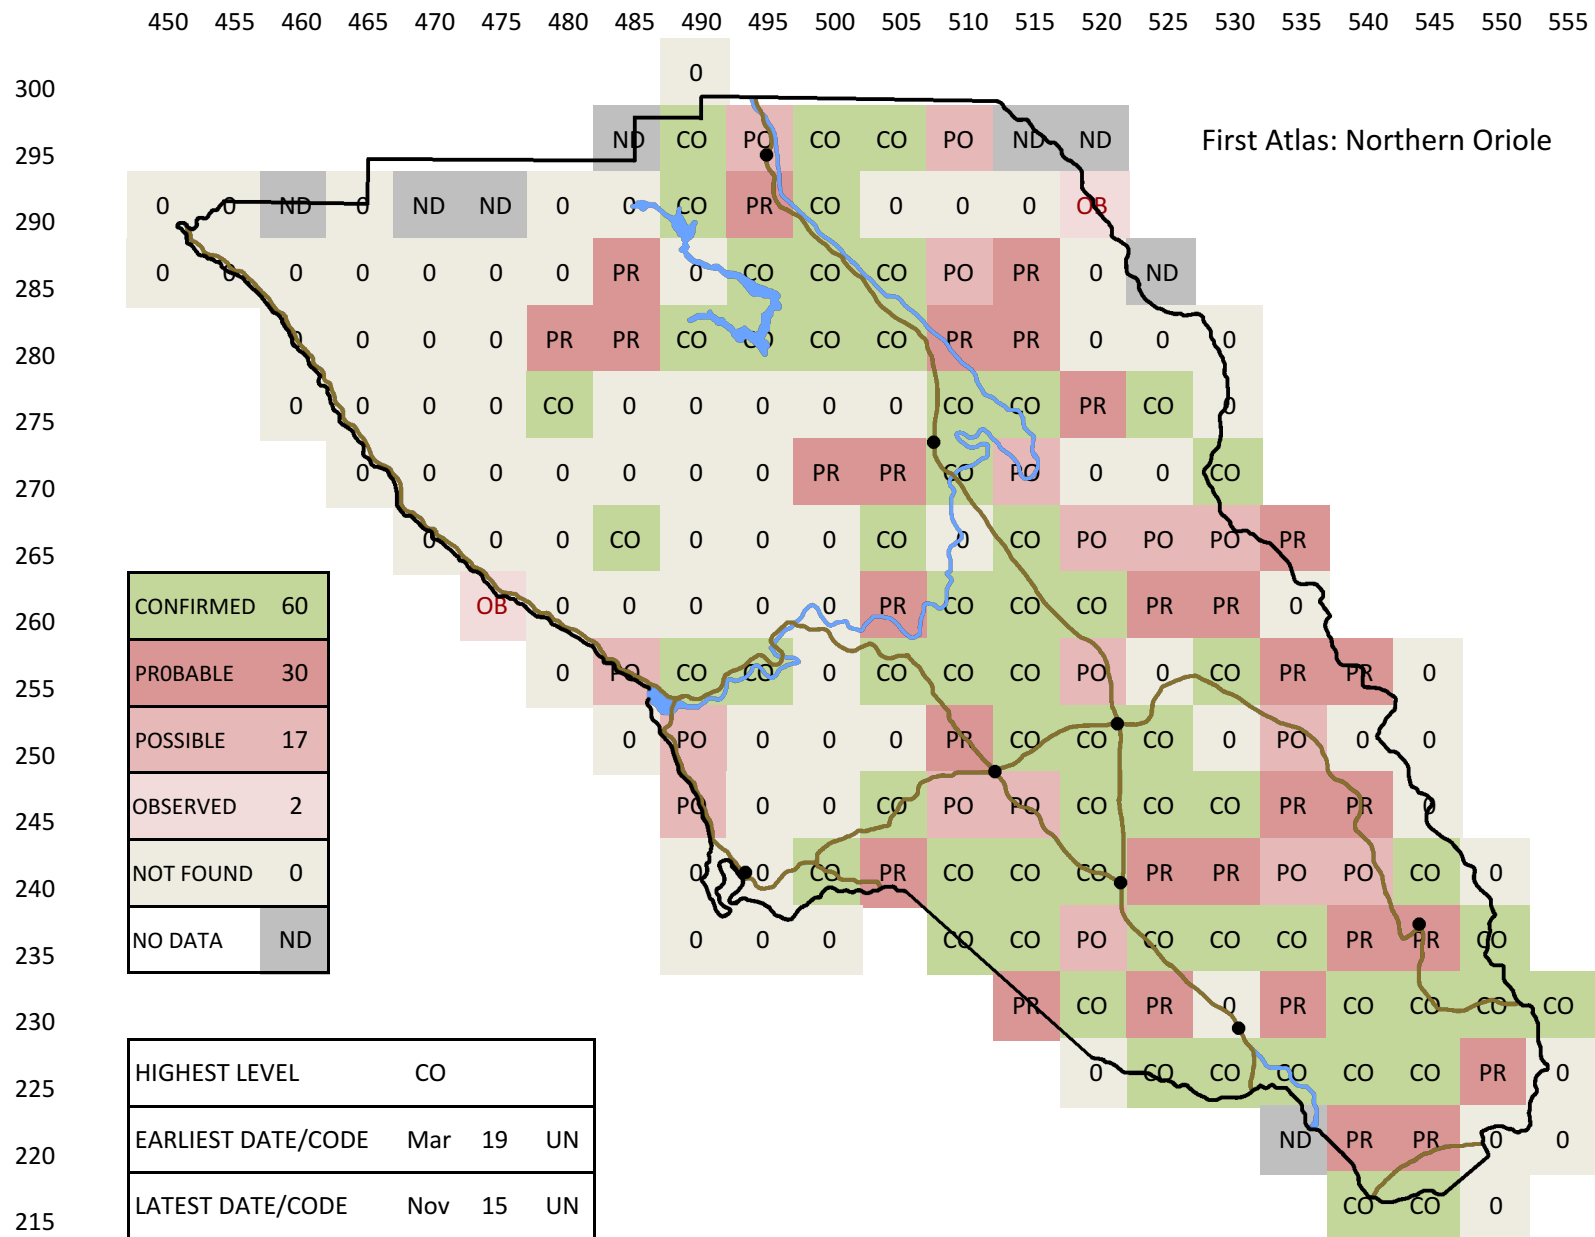 450 455 460 465 470 475 480 485 490 495 500 505 510 515 520 525 530 535 540 545 550 555
0
300
ND CO PO CO CO PO ND ND
First Atlas: Northern Oriole
295
0 0 ND 0 ND ND 0 0 CO PR CO 0 0 0 OB
290
0 0 0 0 0 0 0 PR 0 CO CO CO PO PR 0 ND
285
0 0 0 0 PR PR CO CO CO CO PR PR 0 0 0
280
0 0 0 0 CO 0 0 0 0 0 CO CO PR CO 0
275
0 0 0 0 0 0 0 PR PR CO PO 0 0 CO
270
0 0 0 CO 0 0 0 CO 0 CO PO PO PO PR
265
OB 0 0 0 0 0 PR CO CO CO PR PR 0
260
0 PO CO CO 0 CO CO CO PO 0 CO PR PR 0
255
0 PO 0 0 0 PR CO CO CO 0 PO 0 0
250
PO 0 0 CO PO PO CO CO CO PR PR 0
245
0 0 CO PR CO CO CO PR PR PO PO CO 0
240
0 0 0 CO CO PO CO CO CO PR PR CO
235
PR CO PR 0 PR CO CO CO CO
230
0 CO CO CO CO CO PR 0
225
ND PR PR 0 0
220
CO CO 0
215
CONFIRMED 60
PR0BABLE 30
POSSIBLE 17
OBSERVED 2
NOT FOUND 0
NO DATA ND
HIGHEST LEVEL CO
EARLIEST DATE/CODE Mar 19 UN
LATEST DATE/CODE Nov 15 UN